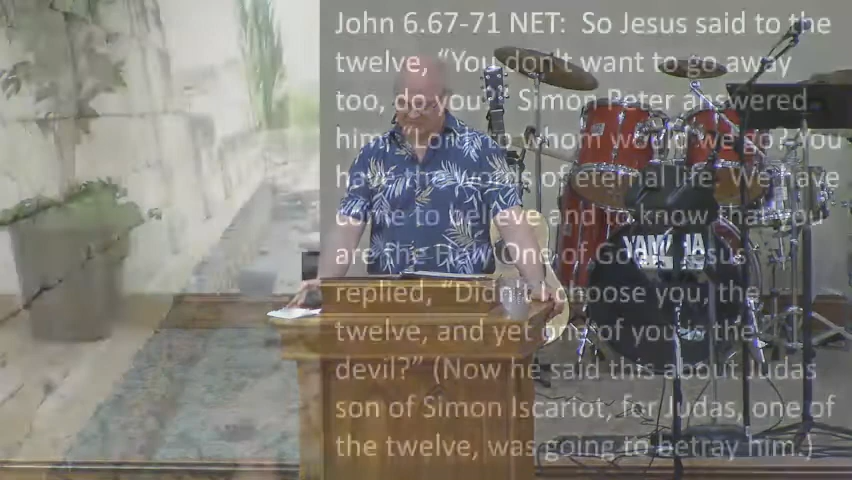 John 6.67-71 NET:  So Jesus said to the
twelve, “You don't want to go away
too, do you?” Simon Peter answered
him, “Lord, to whom would we go? You
have the words of eternal life. We have
come to believe and to know that you
are the Holy One of God!” Jesus
replied, “Didn't I choose you, the
twelve, and yet one of you is the
devil?” (Now he said this about Judas
son of Simon Iscariot, for Judas, one of
the twelve, was going to betray him.)
YAMAHA